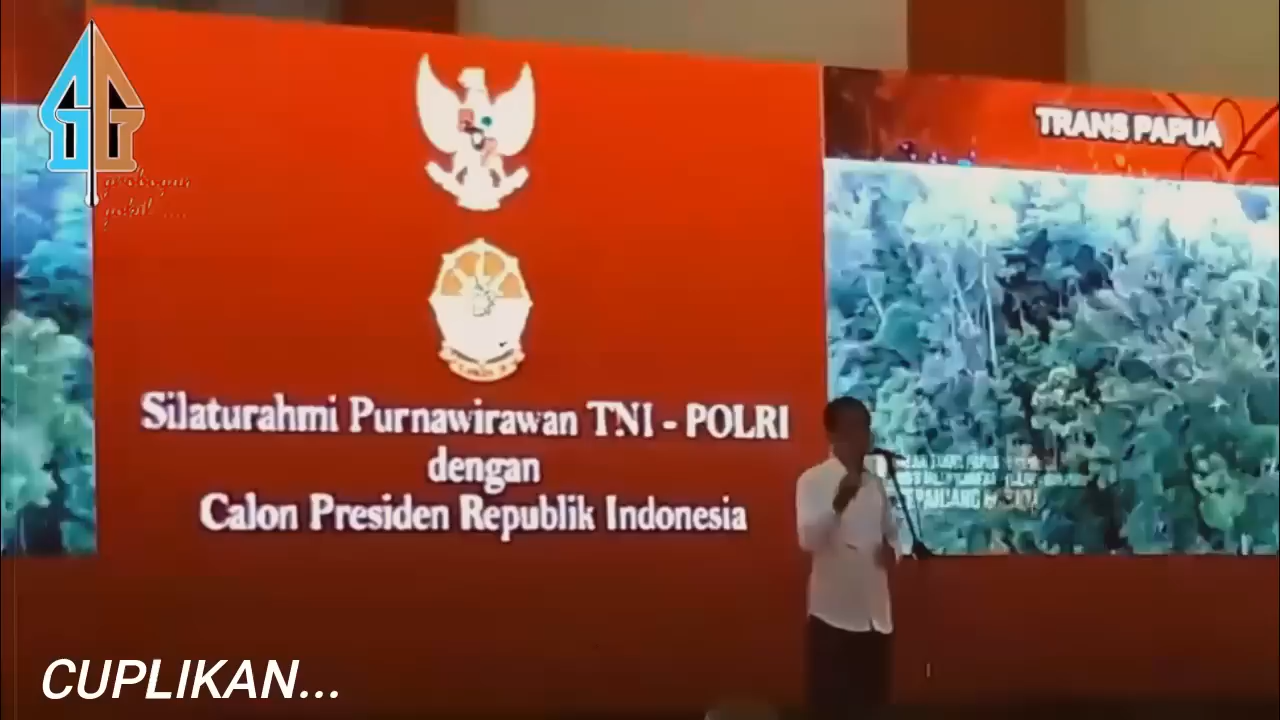 TRANS PAPUA
Silaturahmi Purnawirawan TNI - POLRI
dengan
Calon Presiden Republik Indonesia
CUPLIKAN...